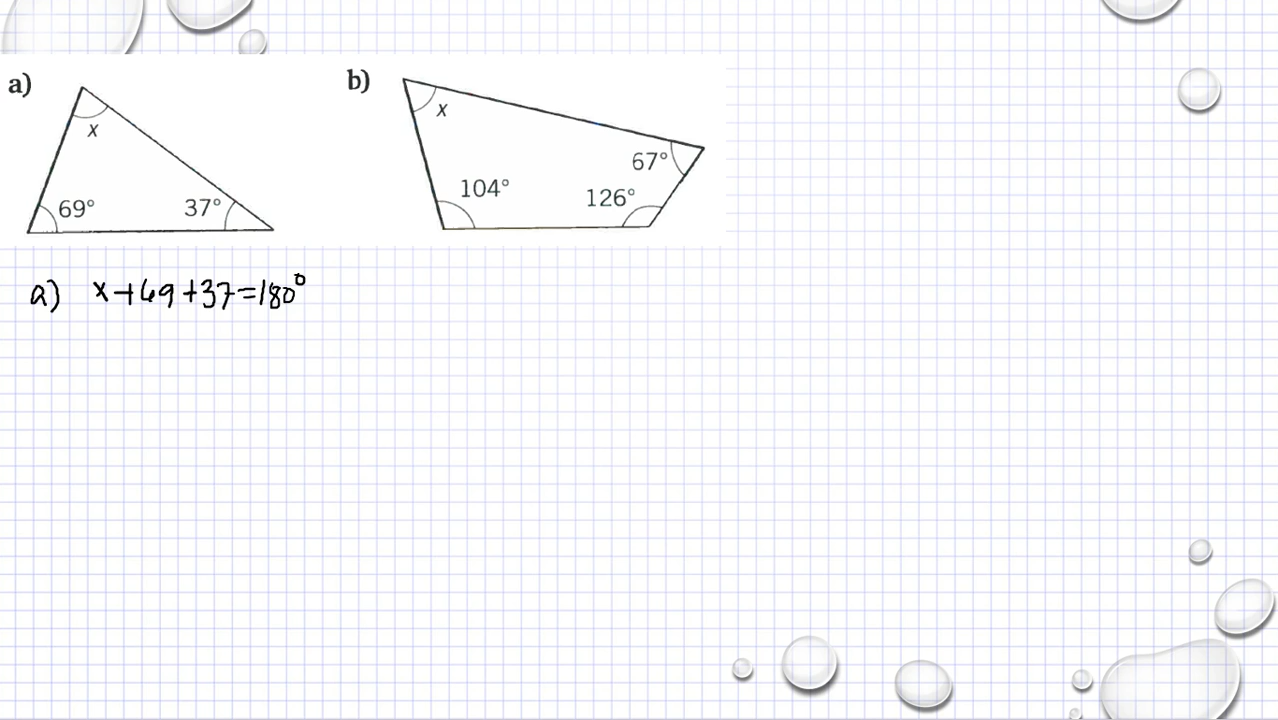 a) b)
x x
69° 37° 104° 126° 67°
a) x+69+37=180°